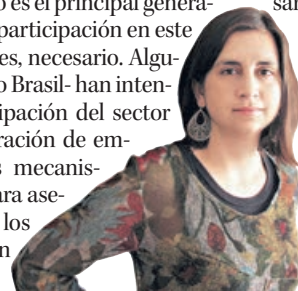 o es el principal genera-
participación en este
es, necesario. Algu-
o Brasil- han inten-
ipación del sector
ración de em-
s mecanis-
ara ase-
los
n